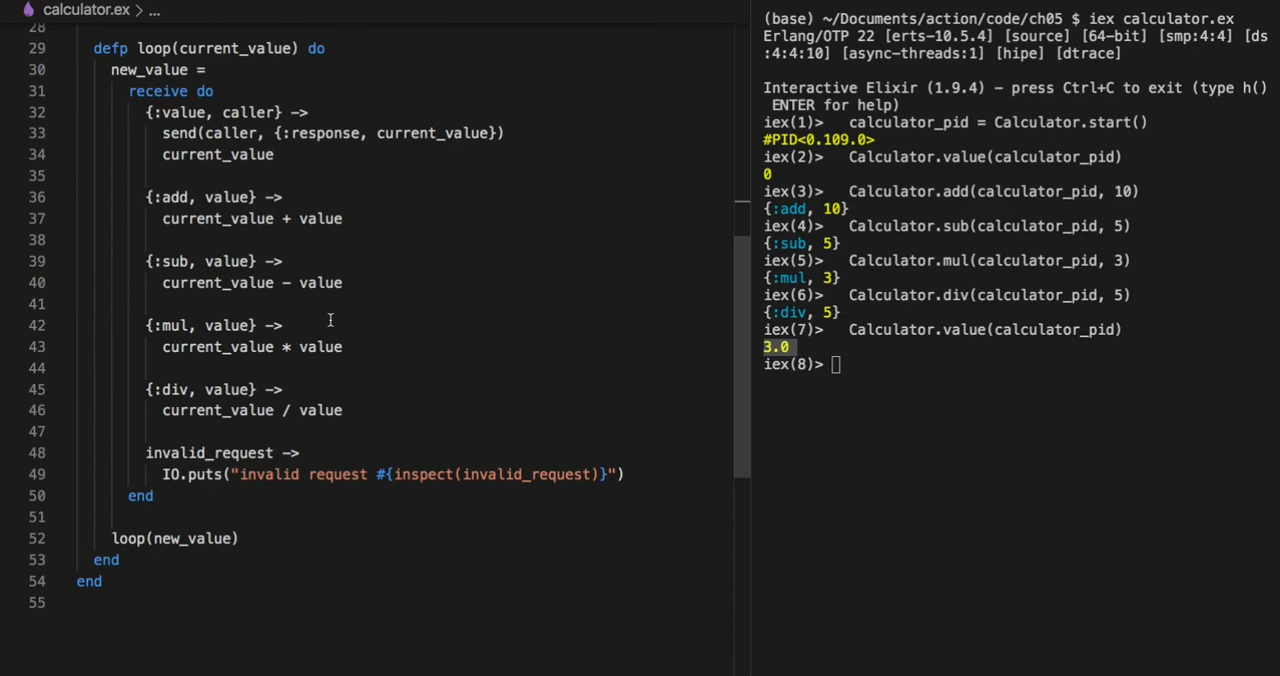 calculator.ex > ...
28
29 defp loop(current_value) do
30 new_value =
31 receive do
32 {:value, caller} ->
33 send(caller, {:response, current_value})
34 current_value
35
36 {:add, value} ->
37 current_value + value
38
39 {:sub, value} ->
40 current_value - value
41
42 {:mul, value} ->
43 current_value * value
44
45 {:div, value} ->
46 current_value / value
47
48 invalid_request ->
49 IO.puts("invalid request #{inspect(invalid_request)}")
50 end
51
52 loop(new_value)
53 end
54 end
55
(base) ~/Documents/action/code/ch05 $ iex calculator.ex
Erlang/OTP 22 [erts-10.5.4] [source] [64-bit] [smp:4:4] [ds
:4:4:10] [async-threads:1] [hipe] [dtrace]
Interactive Elixir (1.9.4) - press Ctrl+C to exit (type h()
ENTER for help)
iex(1)> calculator_pid = Calculator.start()
#PID<0.109.0>
iex(2)> Calculator.value(calculator_pid)
0
iex(3)> Calculator.add(calculator_pid, 10)
{:add, 10}
iex(4)> Calculator.sub(calculator_pid, 5)
{:sub, 5}
iex(5)> Calculator.mul(calculator_pid, 3)
{:mul, 3}
iex(6)> Calculator.div(calculator_pid, 5)
{:div, 5}
iex(7)> Calculator.value(calculator_pid)
3.0
iex(8)>